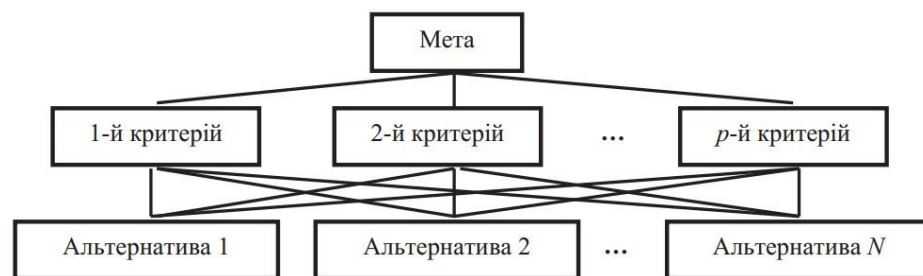 Мета
1-й критерій 2-й критерій ... p-й критерій
Альтернатива 1 Альтернатива 2 ... Альтернатива N